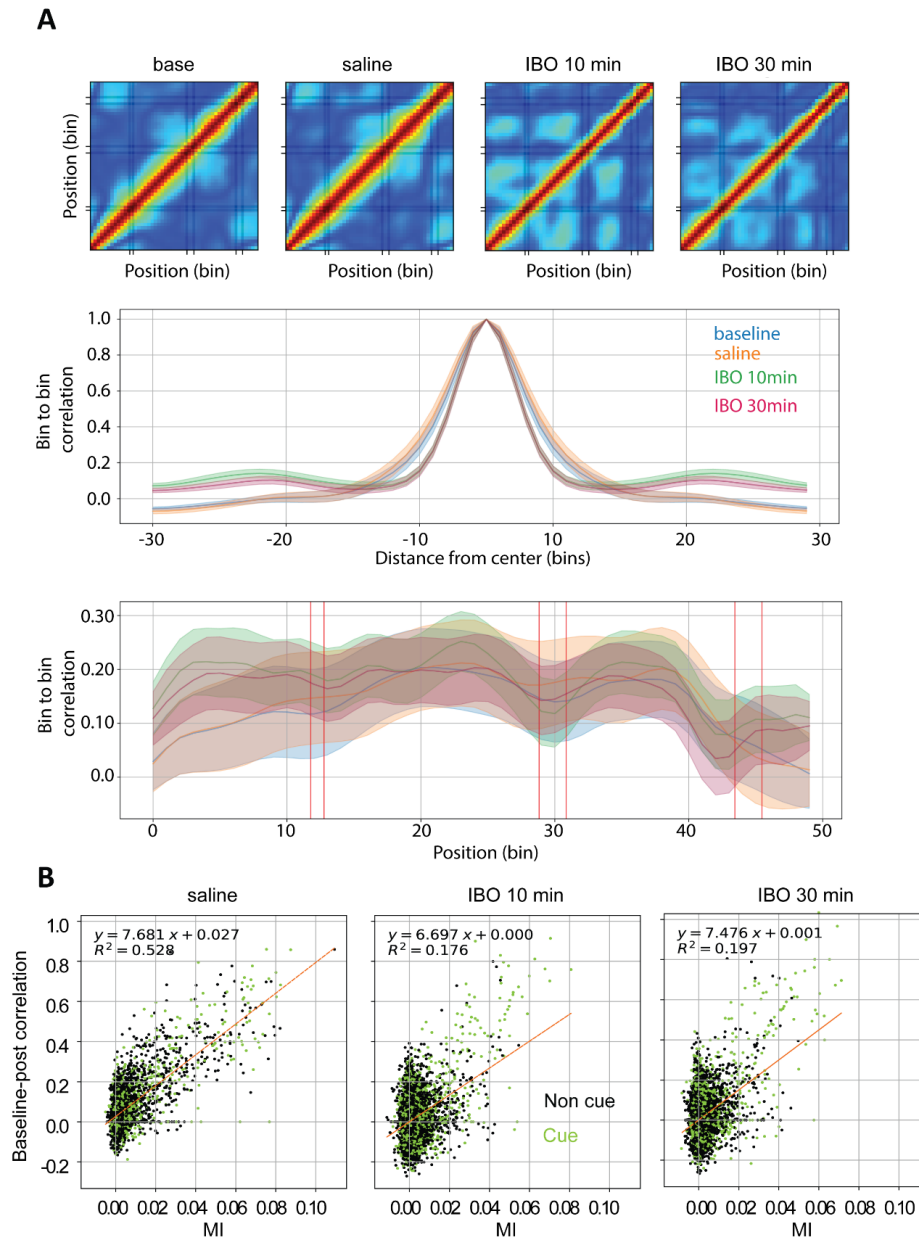 A
base saline IBO 10 min IBO 30 min
Position (bin)
Position (bin) Position (bin) Position (bin) Position (bin)
Bin to bin
correlation
1.0
0.8
0.6
0.4
0.2
0.0
baseline
saline
IBO 10min
IBO 30min
-30 -20 -10 0 10 20 30
Distance from center (bins)
Bin to bin
correlation
0.30
0.20
0.10
0.0
0 10 20 30 40 50
Position (bin)
B
saline IBO 10 min IBO 30 min
Baseline-post correlation
1.0
0.8
0.6
0.4
0.2
0.0
-0.2
y = 7.681 x + 0.027
R² = 0.528
y = 6.697 x + 0.000
R² = 0.176
y = 7.476 x + 0.001
R² = 0.197
Non cue
Cue
0.00 0.02 0.04 0.06 0.08 0.10 0.00 0.02 0.04 0.06 0.08 0.10 0.00 0.02 0.04 0.06 0.08 0.10
MI MI MI